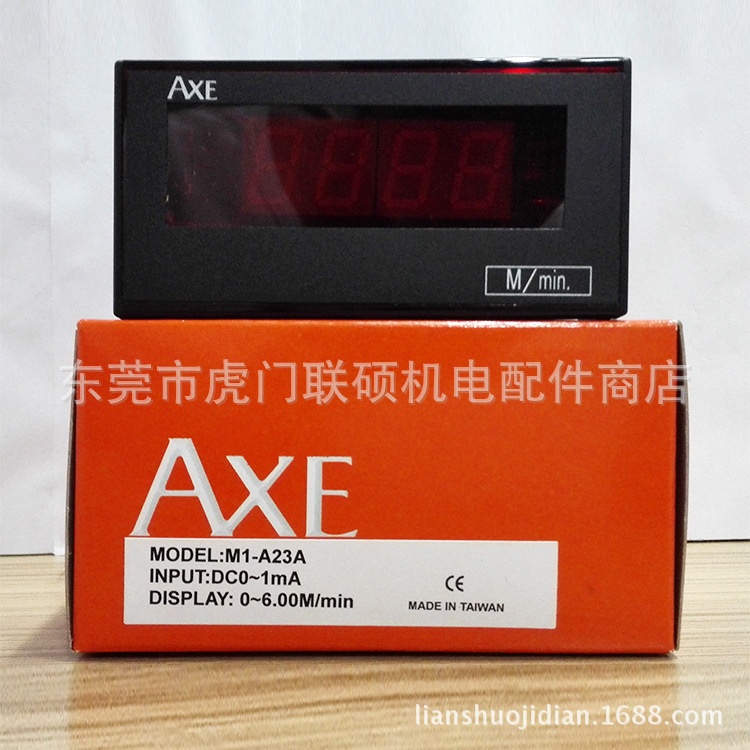 AXE
M/min.
东莞市虎门联硕机电配件商店
AXE
MODEL:M1-A23A
INPUT:DC0~1mA
DISPLAY: 0~6.00M/min
CE
MADE IN TAIWAN
lianshuojidian.1688.com